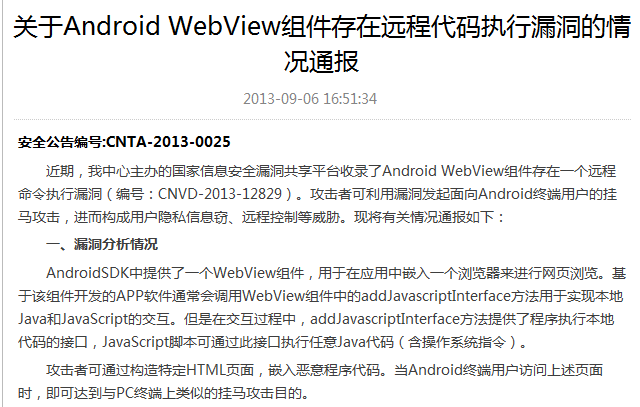 关于Android WebView组件存在远程代码执行漏洞的情
况通报
2013-09-06 16:51:34
安全公告编号:CNTA-2013-0025
近期，我中心主办的国家信息安全漏洞共享平台收录了Android WebView组件存在一个远程
命令执行漏洞（编号：CNVD-2013-12829）。攻击者可利用漏洞发起面向Android终端用户的挂
马攻击，进而构成用户隐私信息窃、远程控制等威胁。现将有关情况通报如下：
一、漏洞分析情况
AndroidSDK中提供了一个WebView组件，用于在应用中嵌入一个浏览器来进行网页浏览。基
于该组件开发的APP软件通常会调用WebView组件中的addJavascriptInterface方法用于实现本地
Java和JavaScript的交互。但是在交互过程中，addJavascriptInterface方法提供了程序执行本地
代码的接口，JavaScript脚本可通过此接口执行任意Java代码（含操作系统指令）。
攻击者可通过构造特定HTML页面，嵌入恶意程序代码。当Android终端用户访问上述页面
时，即可达到与PC终端上类似的挂马攻击目的。